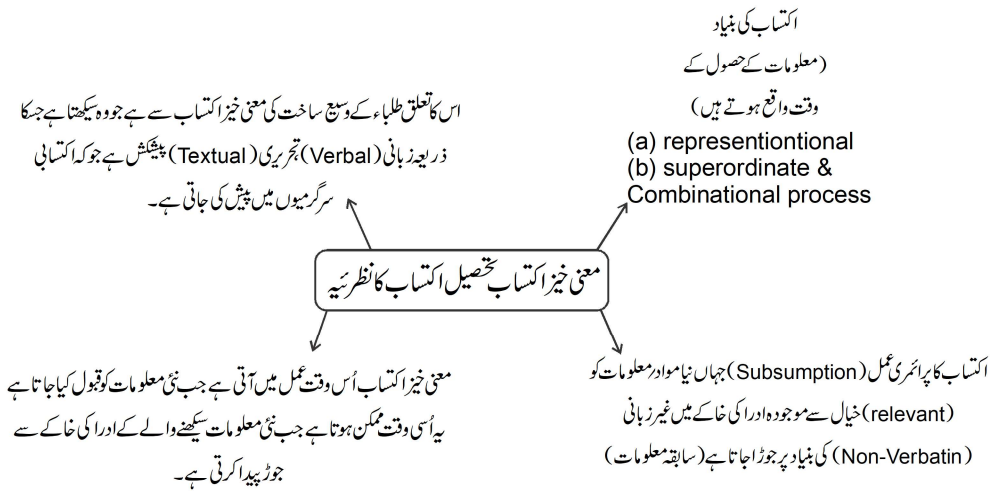 اکتساب کی بنیاد
(معلومات کے حصول کے
وقت واقع ہوتے ہیں)
(a) representiontional
(b) superordinate &
Combinational process
اس کا تعلق طلباء کے وسیع ساخت کی معنی خیز اکتساب سے ہے جو وہ سیکھتا ہے جسکا
ذریعہ زبانی (Verbal) تحریری (Textual) پیشکش ہے جو کہ اکتسابی
سرگرمیوں میں پیش کی جاتی ہے۔
معنی خیز اکتساب تحصیل اکتساب کا نظرئیہ
اکتساب کا پرائمری عمل (Subsumption) جہاں نیا مواد رمعلومات کو
(relevant) خیال سے موجودہ ادراکی خاکے میں غیر زبانی
(Non-Verbatin) کی بنیاد پر جوڑا جاتا ہے (سابقہ معلومات)
معنی خیز اکتساب اُس وقت عمل میں آتی ہے جب نئی معلومات کو قبول کیا جاتا ہے
یہ اُسی وقت ممکن ہوتا ہے جب نئی معلومات سیکھنے والے کے ادراکی خاکے سے
جوڑ پیدا کرتی ہے۔